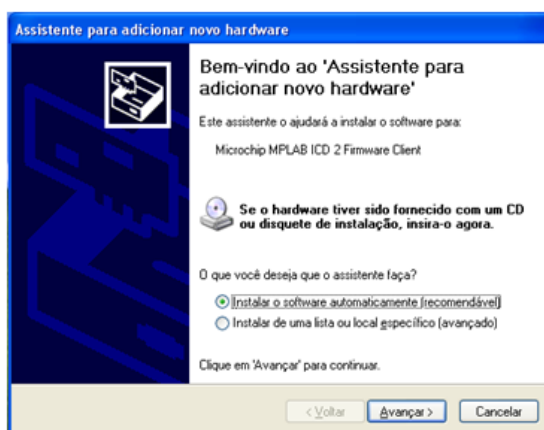 Assistente para adicionar novo hardware
Bem-vindo ao 'Assistente para
adicionar novo hardware'
Este assistente o ajudará a instalar o software para:
Microchip MPLAB ICD 2 Firmware Client
Se o hardware tiver sido fornecido com um CD
ou disquete de instalação, insira-o agora.
O que você deseja que o assistente faça?
Instalar o software automaticamente (recomendável)
Instalar de uma lista ou local específico (avançado)
Clique em 'Avançar' para continuar.
< Voltar Avançar > Cancelar